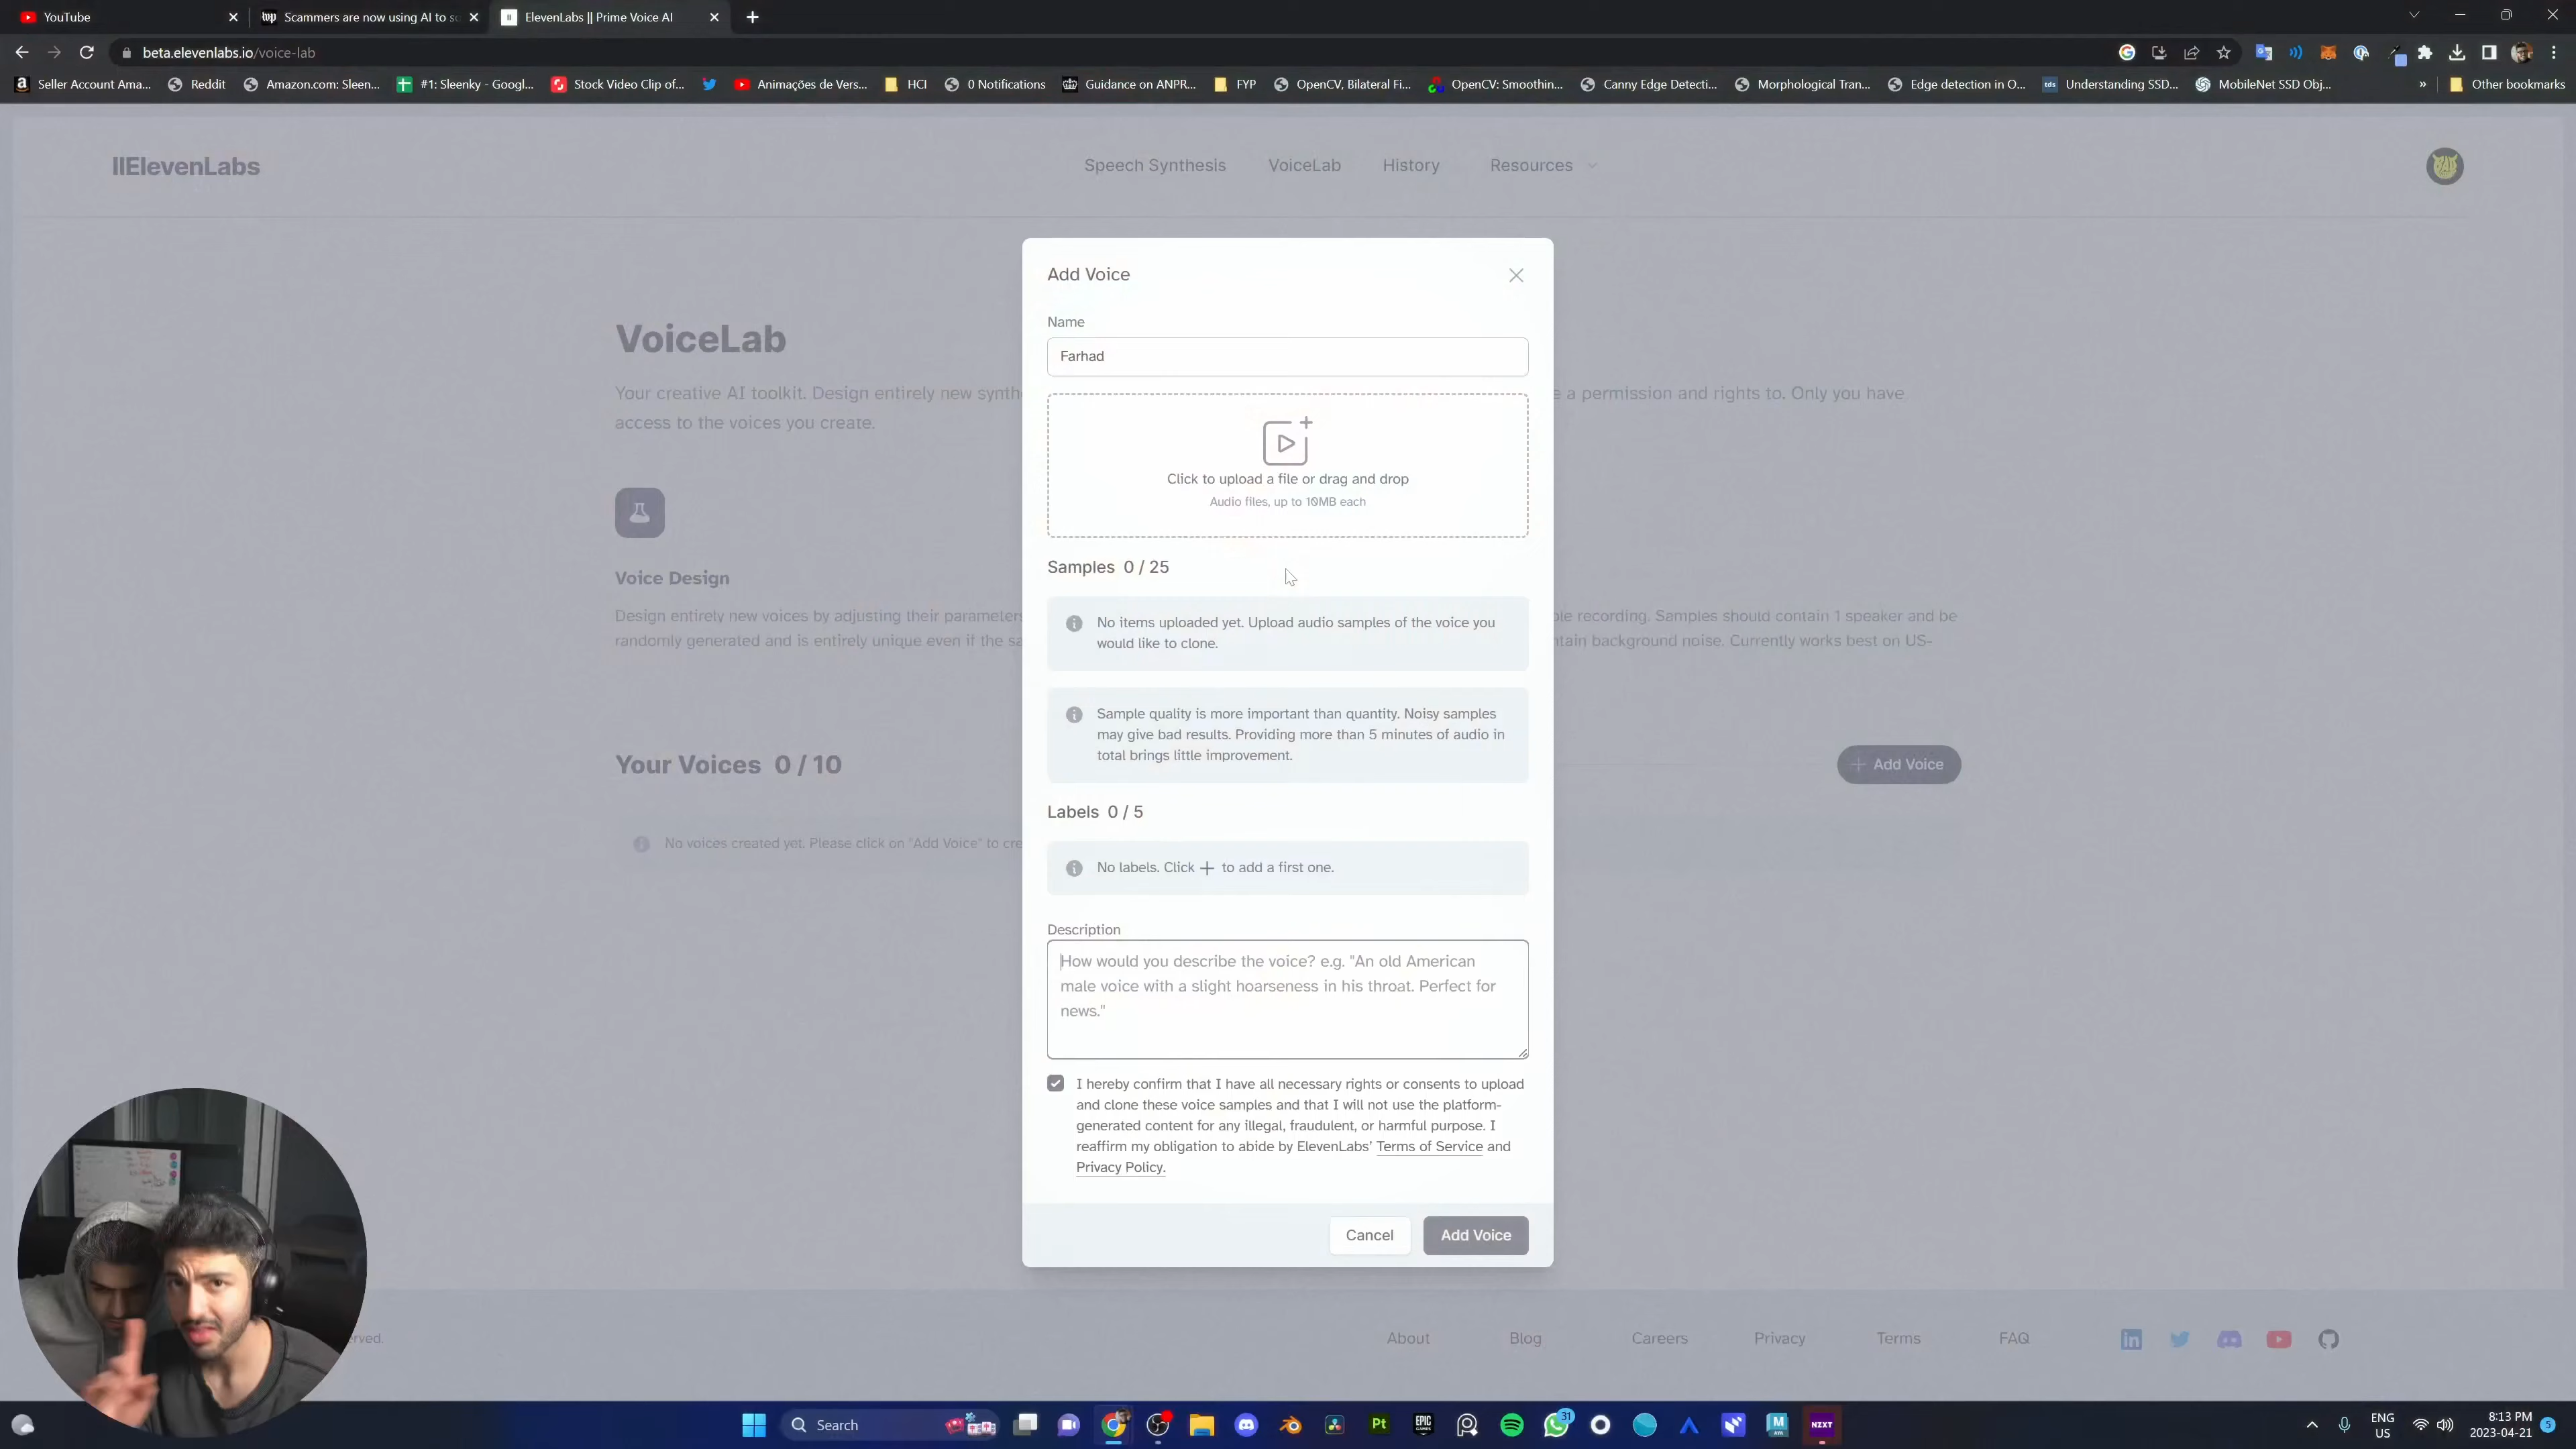 YouTube
Scammers are now using AI to sc
ElevenLabs || Prime Voice AI
beta.elevenlabs.io/voice-lab
Seller Account Ama...
Reddit
Amazon.com: Sleen...
#1: Sleenky - Googl...
Stock Video Clip of...
Animações de Vers...
HCI
0 Notifications
Guidance on ANPR...
FYP
OpenCV, Bilateral Fi...
OpenCV: Smoothin...
Canny Edge Detecti...
Morphological Tran...
Edge detection in O...
tds
Understanding SSD...
MobileNet SSD Obj...
»
Other bookmarks
IIElevenLabs
Speech Synthesis
VoiceLab
History
Resources
VoiceLab
Your creative AI toolkit. Design entirely new synth
e a permission and rights to. Only you have
access to the voices you create.
Voice Design
Design entirely new voices by adjusting their parameters
ple recording. Samples should contain 1 speaker and be
randomly generated and is entirely unique even if the sa
ntain background noise. Currently works best on US-
Your Voices 0 / 10
Add Voice
No voices created yet. Please click on "Add Voice" to cre
Add Voice
Name
Farhad
Click to upload a file or drag and drop
Audio files, up to 10MB each
Samples 0 / 25
No items uploaded yet. Upload audio samples of the voice you
would like to clone.
Sample quality is more important than quantity. Noisy samples
may give bad results. Providing more than 5 minutes of audio in
total brings little improvement.
Labels 0 / 5
No labels. Click + to add a first one.
Description
How would you describe the voice? e.g. "An old American
male voice with a slight hoarseness in his throat. Perfect for
news."
I hereby confirm that I have all necessary rights or consents to upload
and clone these voice samples and that I will not use the platform-
generated content for any illegal, fraudulent, or harmful purpose. I
reaffirm my obligation to abide by ElevenLabs' Terms of Service and
Privacy Policy.
Cancel
Add Voice
erved.
About
Blog
Careers
Privacy
Terms
FAQ
Search
Pt
EPIC
GAMES
31
M
NZXT
ENG
US
8:13 PM
2023-04-21
5